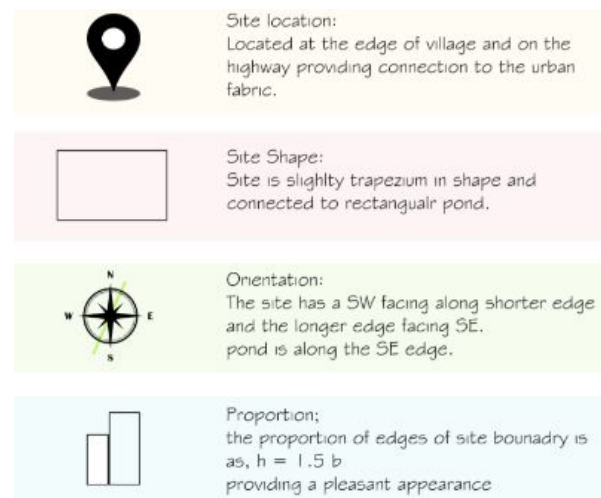 Site location:
Located at the edge of village and on the
highway providing connection to the urban
fabric.
Site Shape:
Site is slighlty trapezium in shape and
connected to rectangualr pond.
N
W
E
S
Orientation:
The site has a SW facing along shorter edge
and the longer edge facing SE.
pond is along the SE edge.
Proportion;
the proportion of edges of site bounadry is
as, h = 1.5 b
providing a pleasant appearance